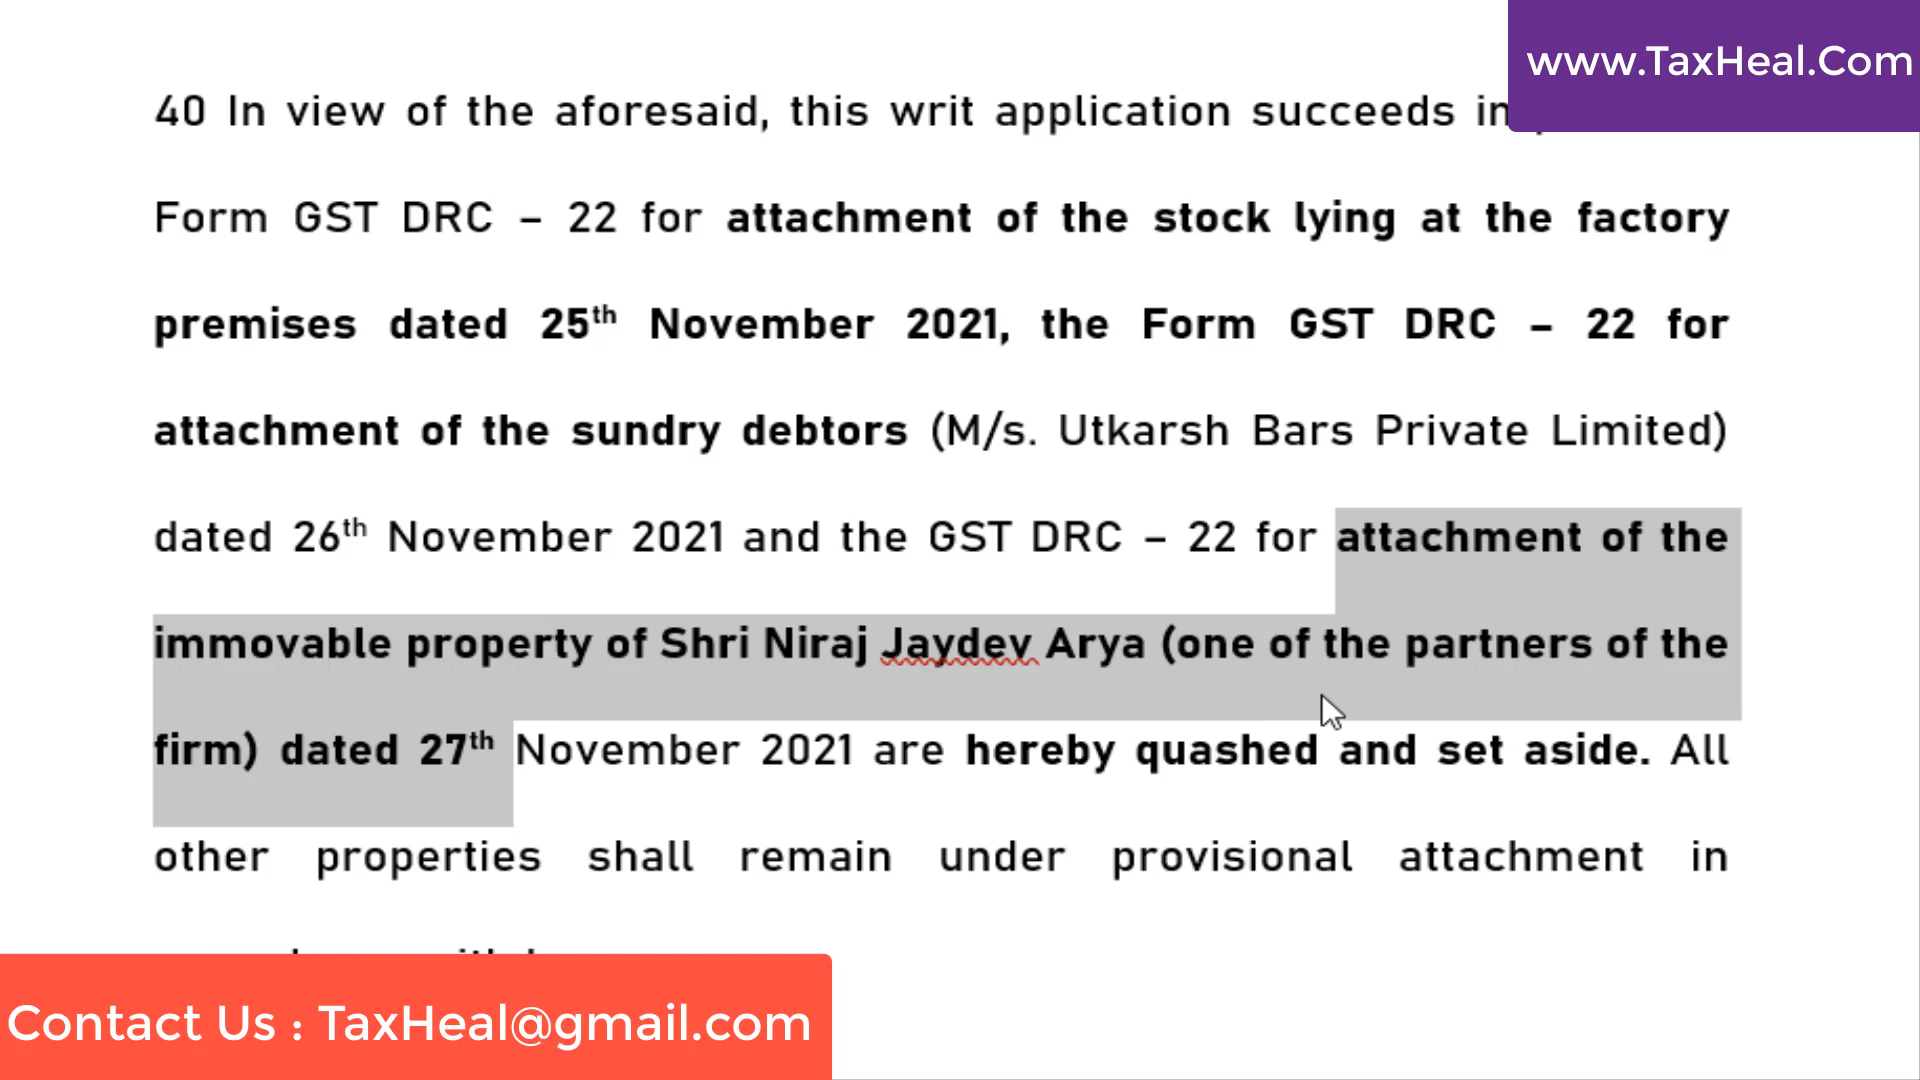 www.TaxHeal.Com
40 In view of the aforesaid, this writ application succeeds in
Form GST DRC – 22 for attachment of the stock lying at the factory
premises dated 25th November 2021, the Form GST DRC – 22 for
attachment of the sundry debtors (M/s. Utkarsh Bars Private Limited)
dated 26th November 2021 and the GST DRC – 22 for attachment of the
immovable property of Shri Niraj Jaydev Arya (one of the partners of the
firm) dated 27th November 2021 are hereby quashed and set aside. All
other properties shall remain under provisional attachment in
Contact Us : TaxHeal@gmail.com